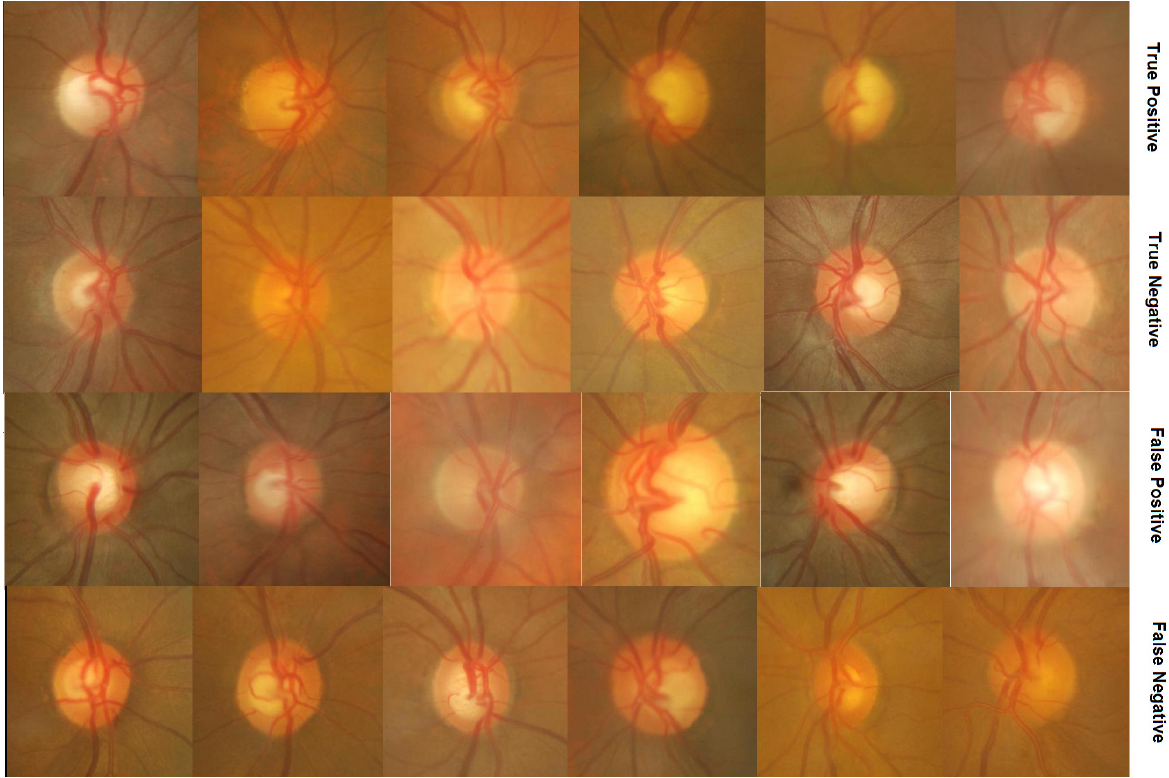 True Positive
True Negative
False Positive
False Negative